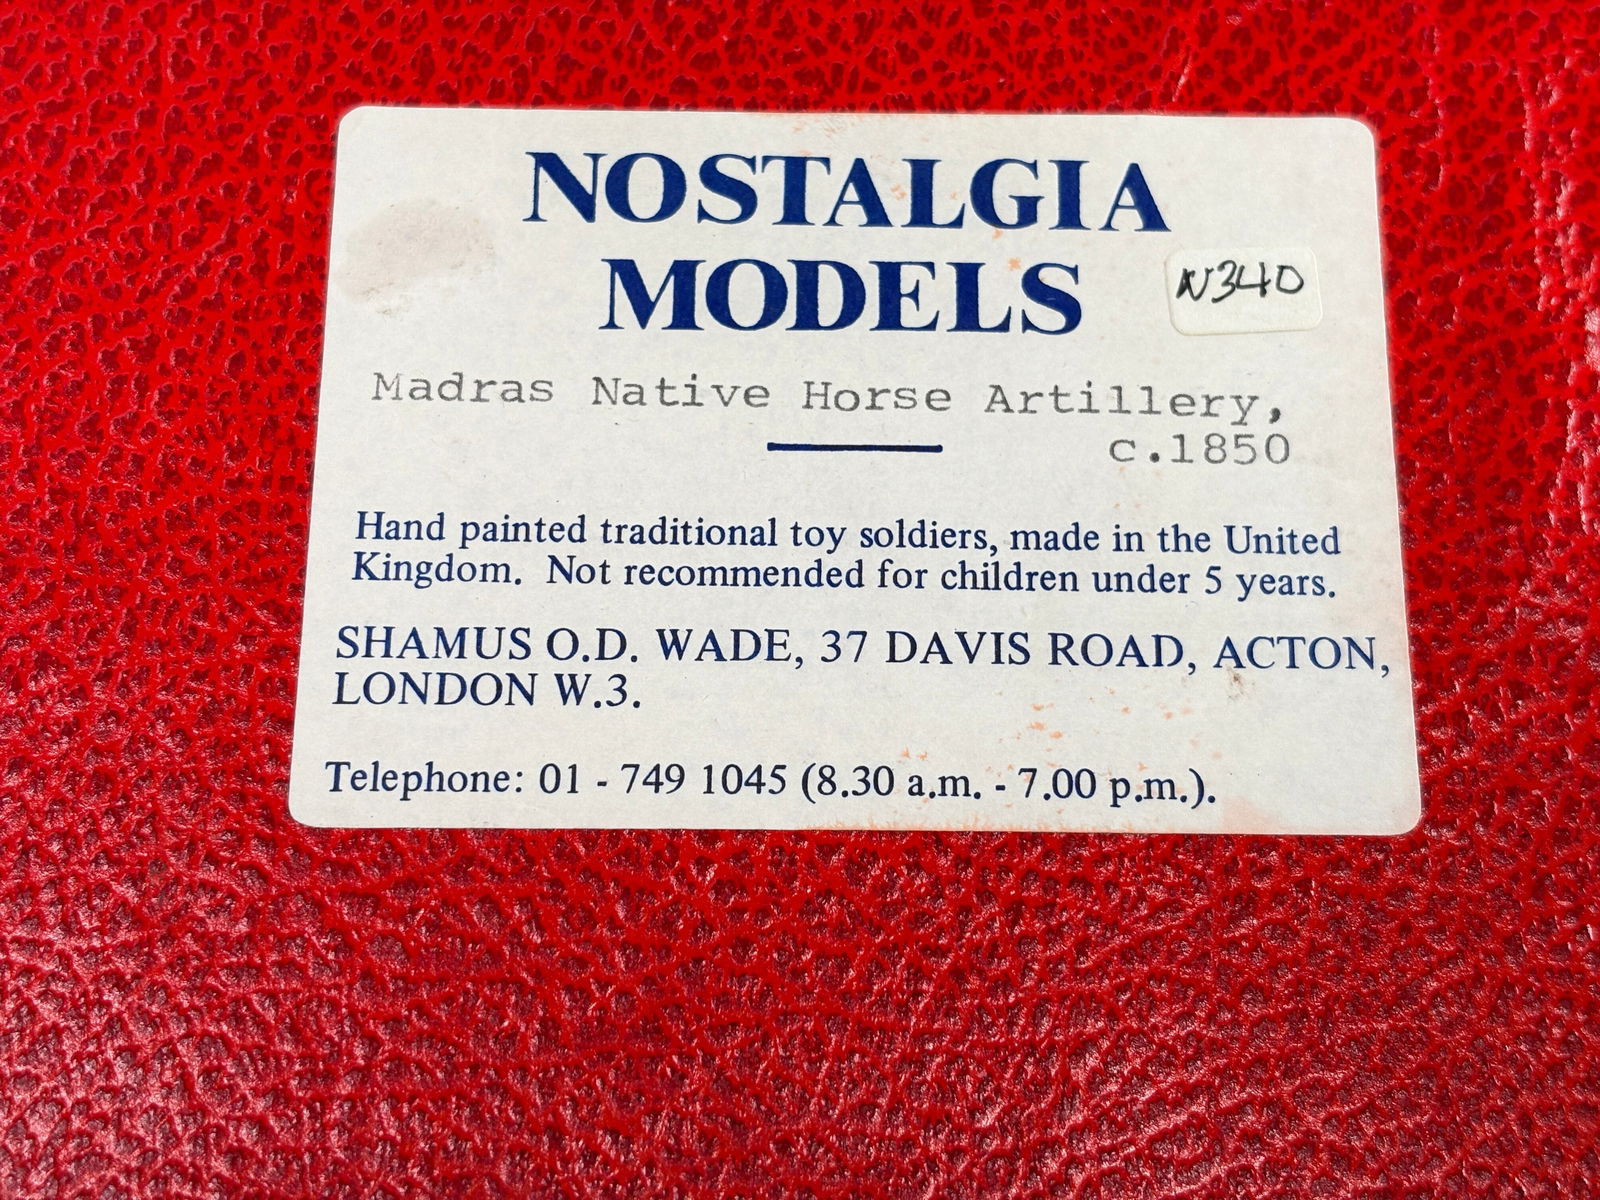 NOSTALGIA
MODELS
N340
Madras Native Horse Artillery,
c.1850
Hand painted traditional toy soldiers, made in the United
Kingdom. Not recommended for children under 5 years.
SHAMUS O.D. WADE, 37 DAVIS ROAD, ACTON,
LONDON W.3.
Telephone: 01 - 749 1045 (8.30 a.m. - 7.00 p.m.).